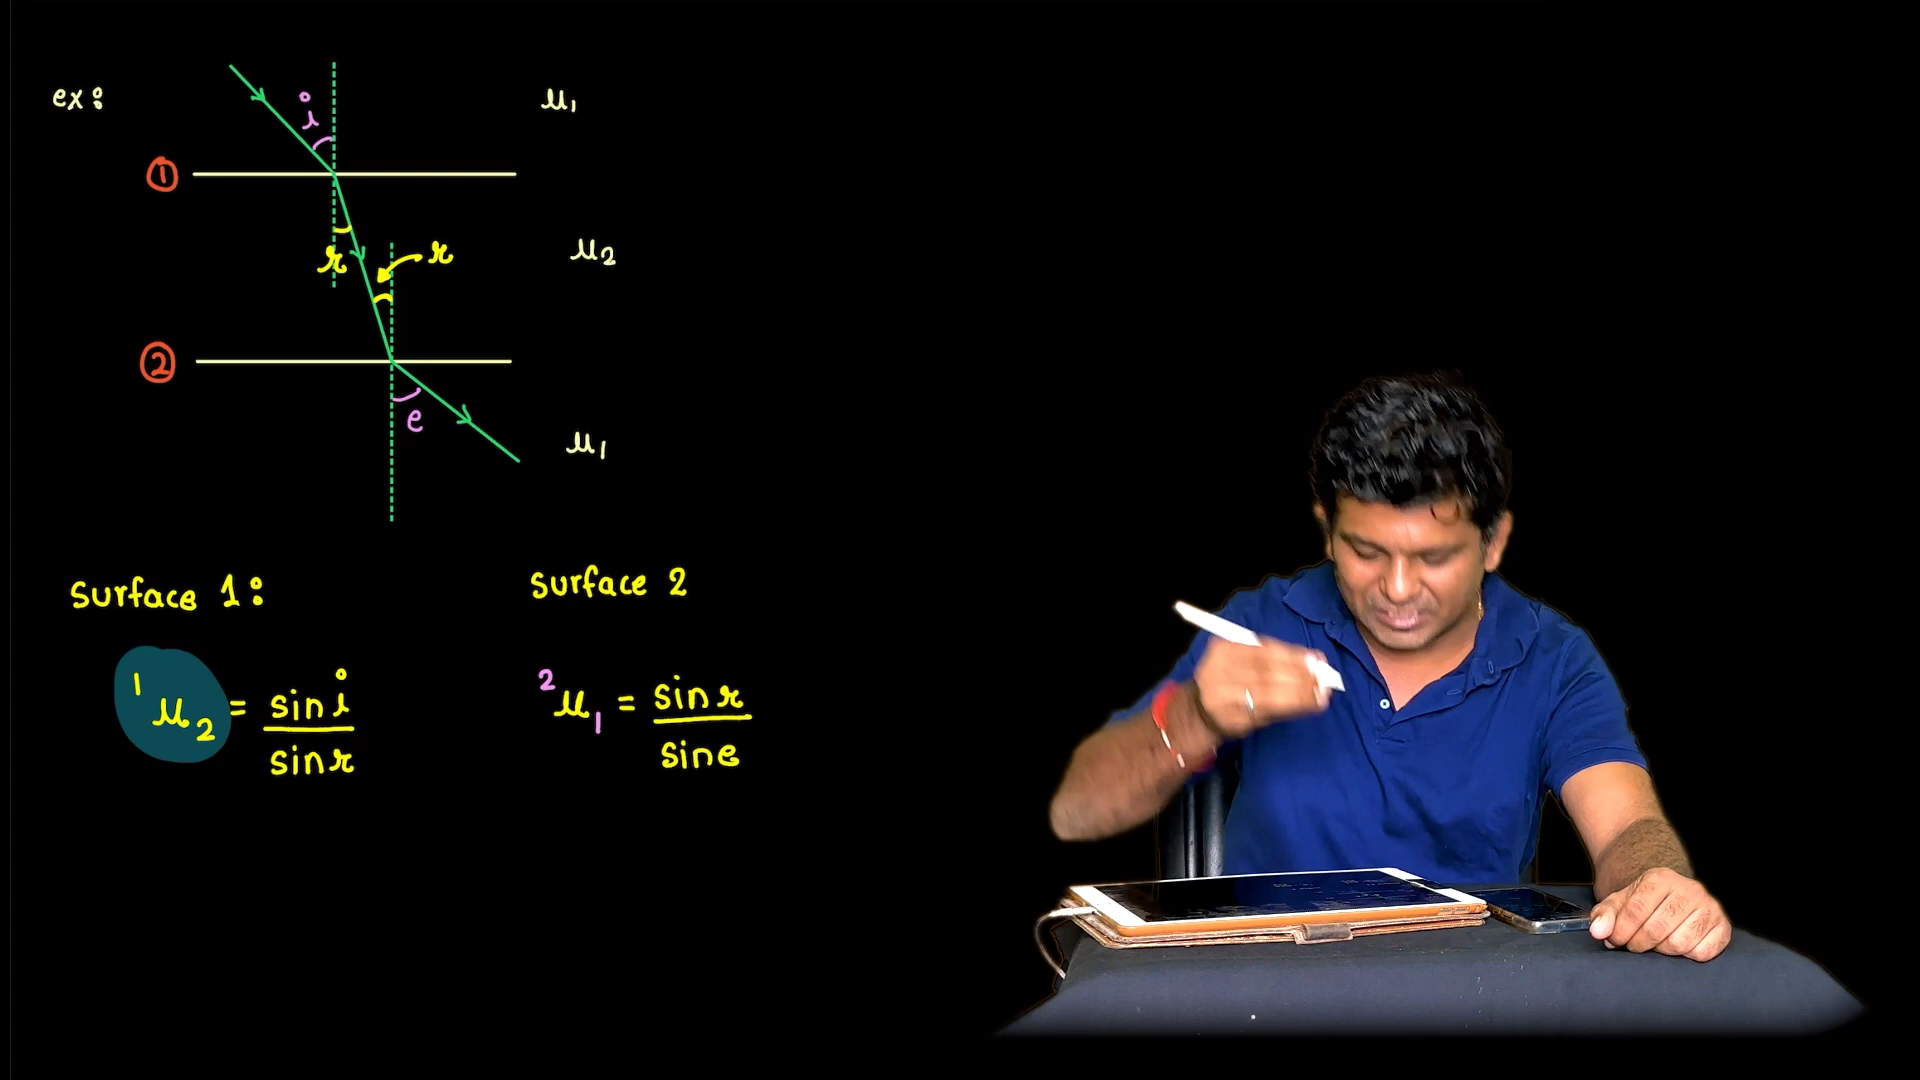 ex:
i
μ₁
①
r
r
μ₂
②
e
μ₁
surface 1:
surface 2
¹μ₂ = sin i / sin r
²μ₁ = sin r / sin e